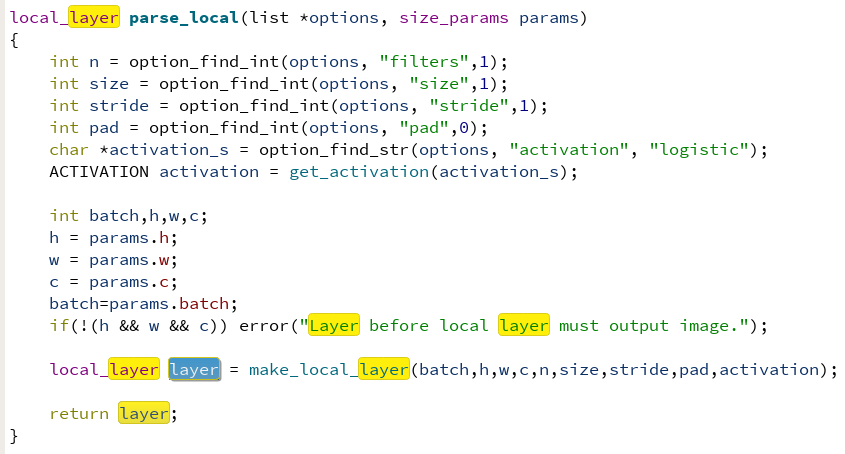 local_layer parse_local(list *options, size_params params)
{
    int n = option_find_int(options, "filters",1);
    int size = option_find_int(options, "size",1);
    int stride = option_find_int(options, "stride",1);
    int pad = option_find_int(options, "pad",0);
    char *activation_s = option_find_str(options, "activation", "logistic");
    ACTIVATION activation = get_activation(activation_s);

    int batch,h,w,c;
    h = params.h;
    w = params.w;
    c = params.c;
    batch=params.batch;
    if(!(h && w && c)) error("Layer before local layer must output image.");

    local_layer layer = make_local_layer(batch,h,w,c,n,size,stride,pad,activation);

    return layer;
}